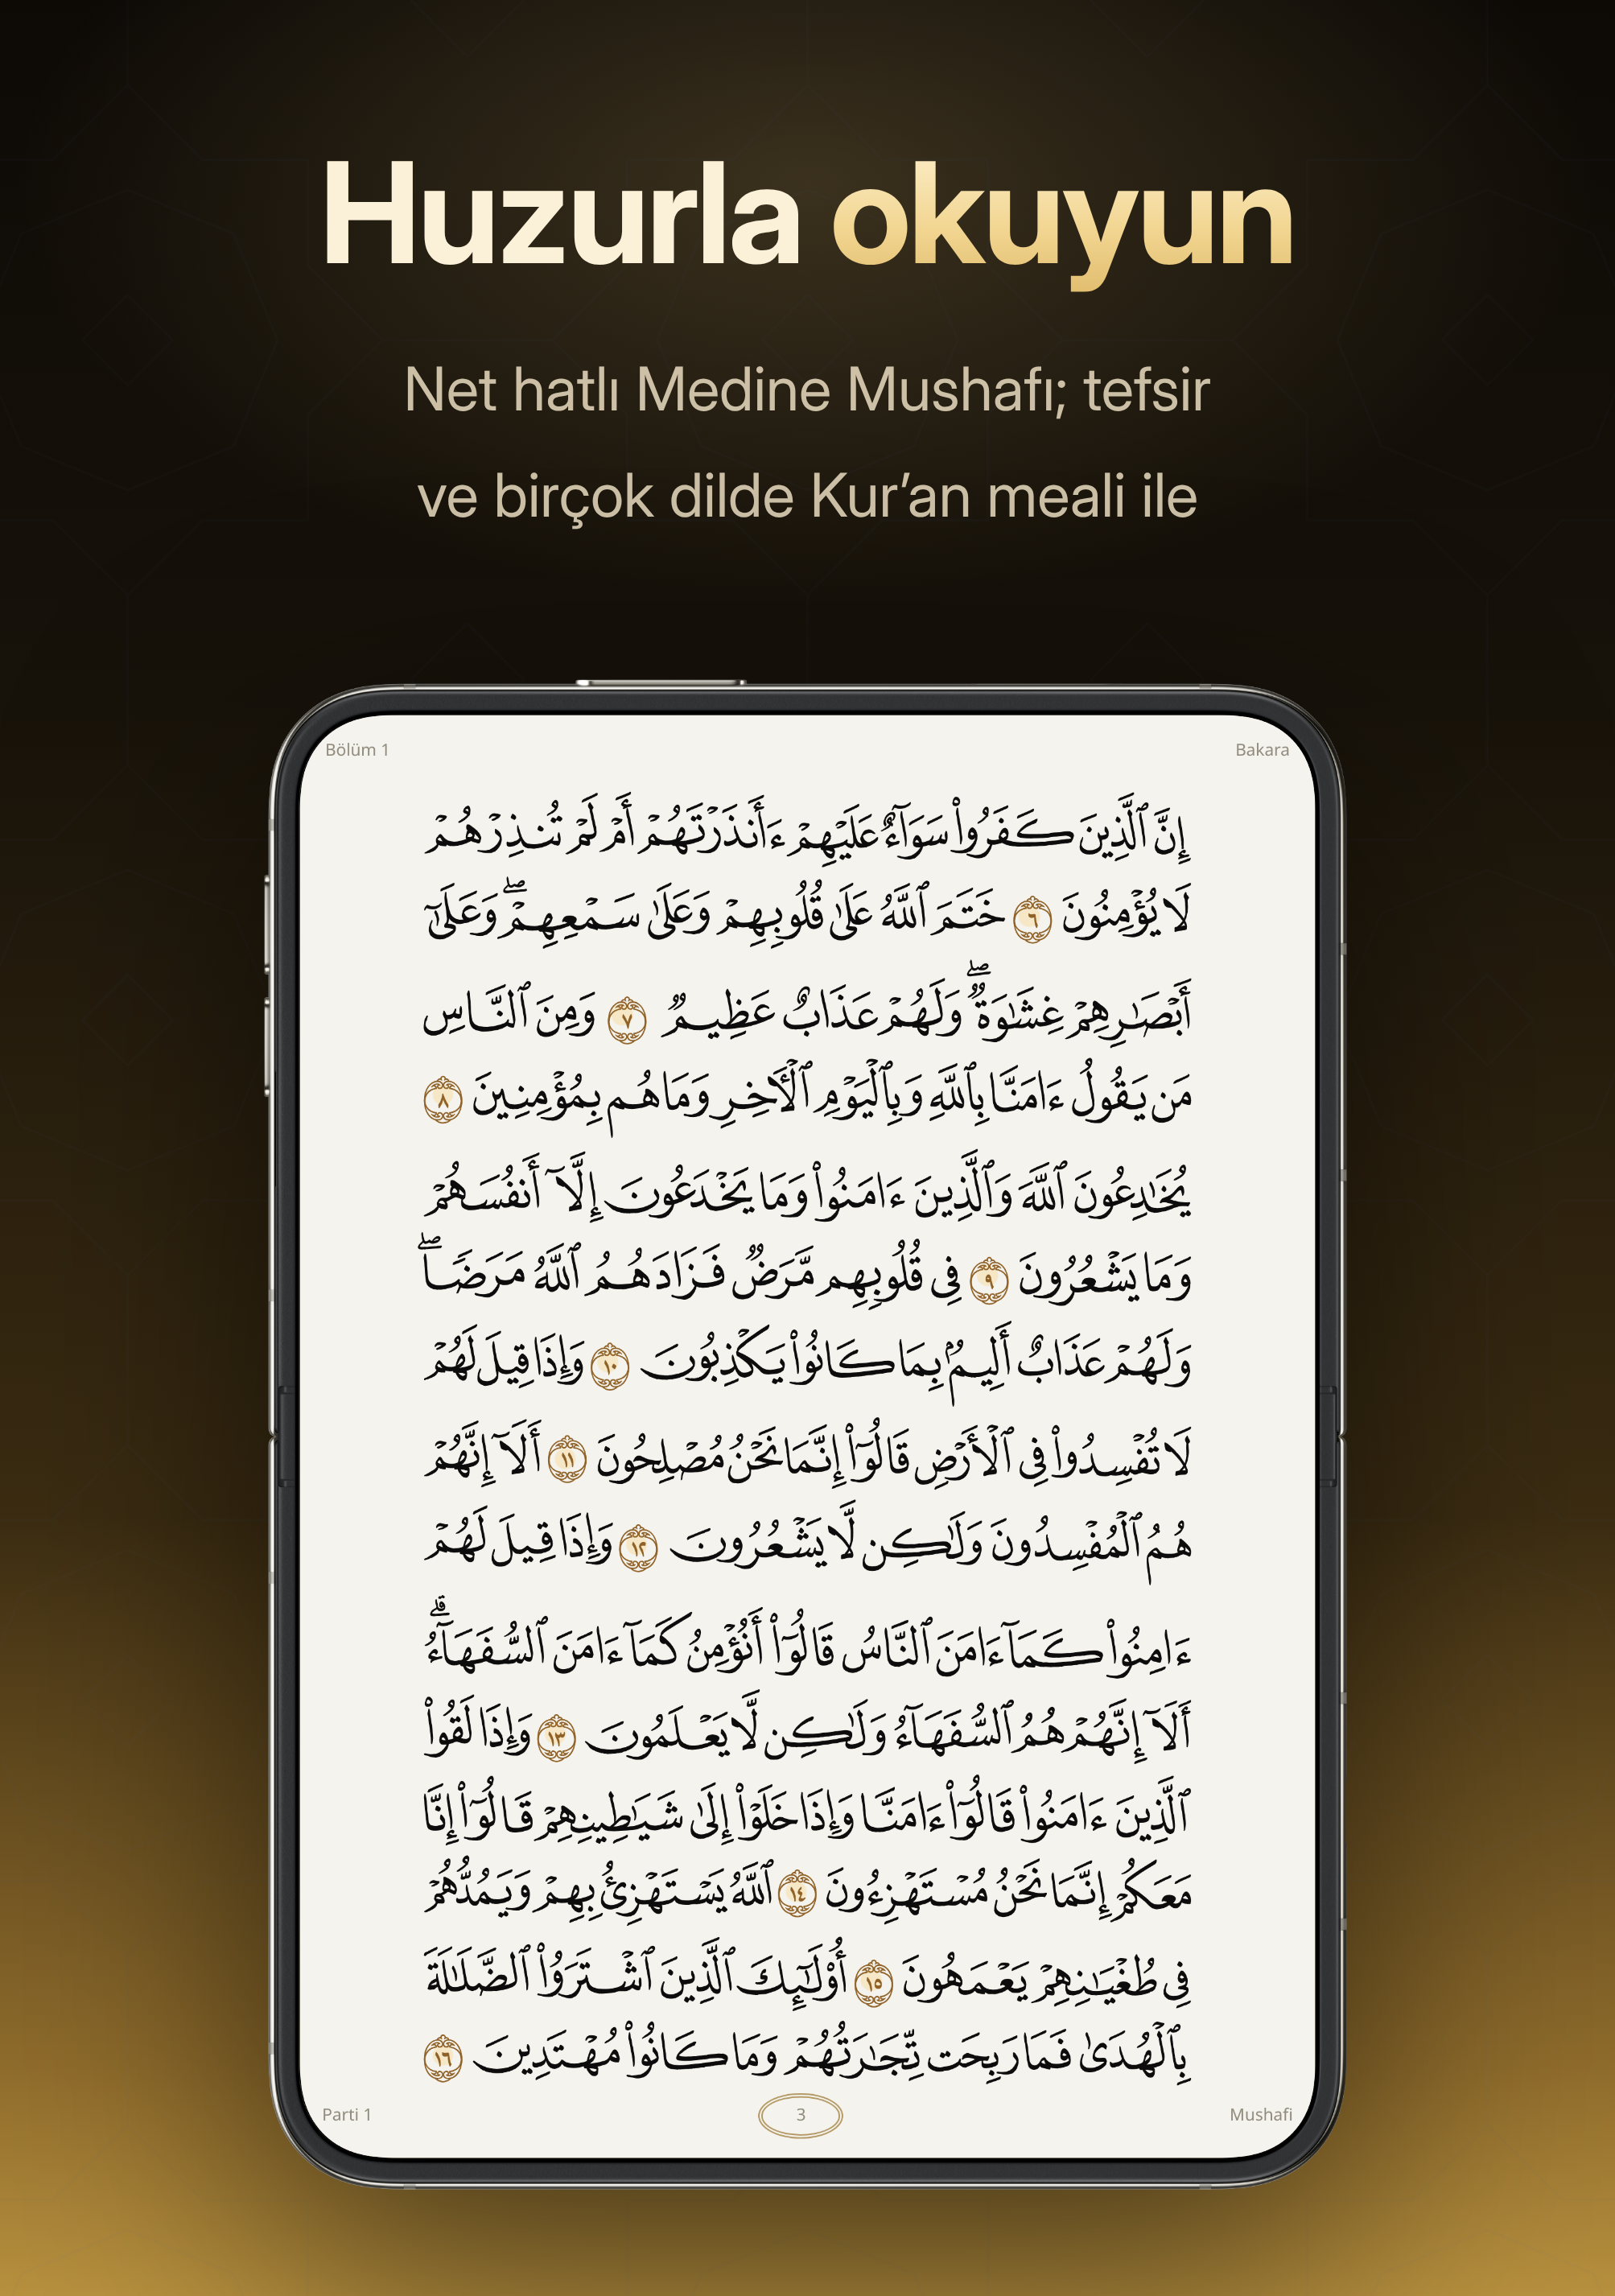 Huzurla okuyun
Net hatlı Medine Mushafı; tefsir
ve birçok dilde Kur’an meali ile
Bölüm 1 Bakara
إِنَّ ٱلَّذِينَ كَفَرُوا۟ سَوَآءٌ عَلَيْهِمْ ءَأَنذَرْتَهُمْ أَمْ لَمْ تُنذِرْهُمْ
لَا يُؤْمِنُونَ ٦ خَتَمَ ٱللَّهُ عَلَىٰ قُلُوبِهِمْ وَعَلَىٰ سَمْعِهِمْ ۖ وَعَلَىٰٓ
أَبْصَٰرِهِمْ غِشَٰوَةٌ ۖ وَلَهُمْ عَذَابٌ عَظِيمٌ ٧ وَمِنَ ٱلنَّاسِ
مَن يَقُولُ ءَامَنَّا بِٱللَّهِ وَبِٱلْيَوْمِ ٱلْـَٔاخِرِ وَمَا هُم بِمُؤْمِنِينَ ٨
يُخَٰدِعُونَ ٱللَّهَ وَٱلَّذِينَ ءَامَنُوا۟ وَمَا يَخْدَعُونَ إِلَّآ أَنفُسَهُمْ
وَمَا يَشْعُرُونَ ٩ فِى قُلُوبِهِم مَّرَضٌ فَزَادَهُمُ ٱللَّهُ مَرَضًا ۖ
وَلَهُمْ عَذَابٌ أَلِيمٌۢ بِمَا كَانُوا۟ يَكْذِبُونَ ١٠ وَإِذَا قِيلَ لَهُمْ
لَا تُفْسِدُوا۟ فِى ٱلْأَرْضِ قَالُوٓا۟ إِنَّمَا نَحْنُ مُصْلِحُونَ ١١ أَلَآ إِنَّهُمْ
هُمُ ٱلْمُفْسِدُونَ وَلَٰكِن لَّا يَشْعُرُونَ ١٢ وَإِذَا قِيلَ لَهُمْ
ءَامِنُوا۟ كَمَآ ءَامَنَ ٱلنَّاسُ قَالُوٓا۟ أَنُؤْمِنُ كَمَآ ءَامَنَ ٱلسُّفَهَآءُ ۗ
أَلَآ إِنَّهُمْ هُمُ ٱلسُّفَهَآءُ وَلَٰكِن لَّا يَعْلَمُونَ ١٣ وَإِذَا لَقُوا۟
ٱلَّذِينَ ءَامَنُوا۟ قَالُوٓا۟ ءَامَنَّا وَإِذَا خَلَوْا۟ إِلَىٰ شَيَٰطِينِهِمْ قَالُوٓا۟ إِنَّا
مَعَكُمْ إِنَّمَا نَحْنُ مُسْتَهْزِءُونَ ١٤ ٱللَّهُ يَسْتَهْزِئُ بِهِمْ وَيَمُدُّهُمْ
فِى طُغْيَٰنِهِمْ يَعْمَهُونَ ١٥ أُو۟لَٰٓئِكَ ٱلَّذِينَ ٱشْتَرَوُا۟ ٱلضَّلَٰلَةَ
بِٱلْهُدَىٰ فَمَا رَبِحَت تِّجَٰرَتُهُمْ وَمَا كَانُوا۟ مُهْتَدِينَ ١٦
Parti 1 3 Mushafi